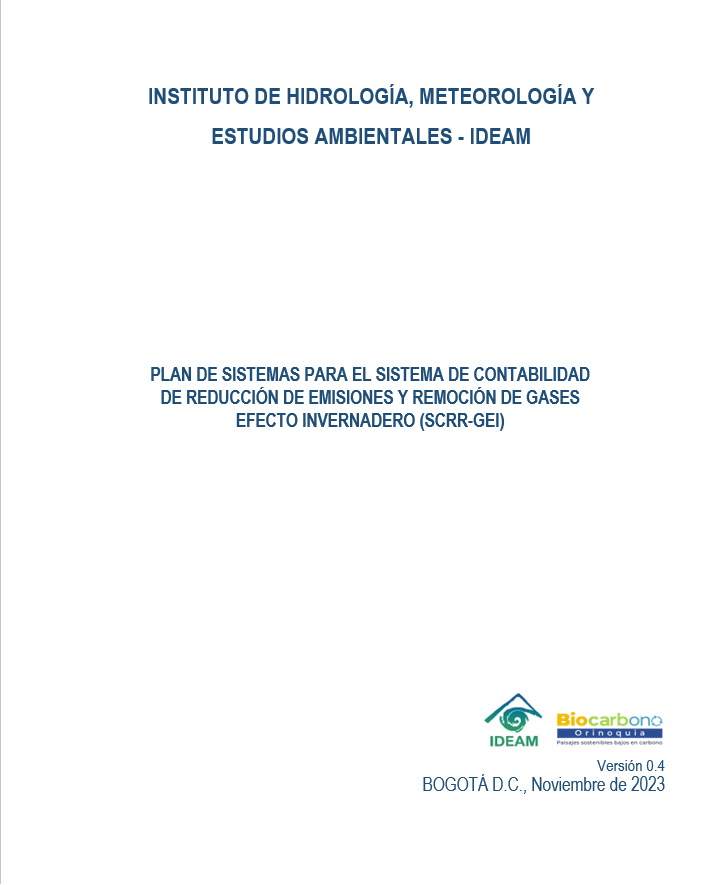 INSTITUTO DE HIDROLOGÍA, METEOROLOGÍA Y
ESTUDIOS AMBIENTALES - IDEAM
PLAN DE SISTEMAS PARA EL SISTEMA DE CONTABILIDAD
DE REDUCCIÓN DE EMISIONES Y REMOCIÓN DE GASES
EFECTO INVERNADERO (SCRR-GEI)
IDEAM
Biocarbono
Orinoquia
Paisajes sostenibles bajos en carbono
Versión 0.4
BOGOTÁ D.C., Noviembre de 2023